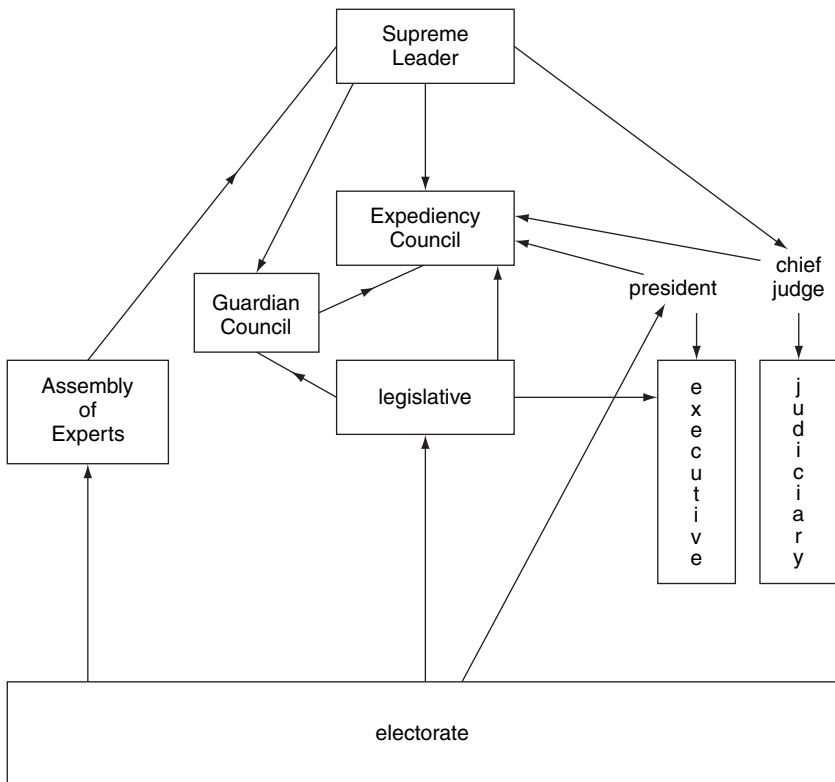 Supreme
Leader
Expediency
Council
chief
judge
president
Guardian
Council
Assembly
of
Experts
legislative
e
x
e
c
u
t
i
v
e
j
u
d
i
c
i
a
r
y
electorate